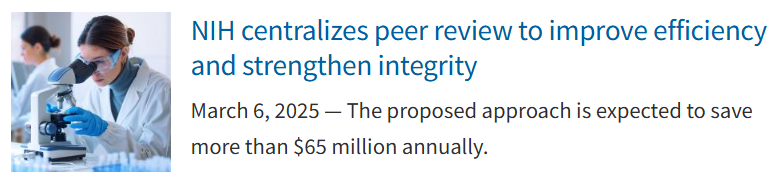 NIH centralizes peer review to improve efficiency
and strengthen integrity
March 6, 2025 — The proposed approach is expected to save
more than $65 million annually.